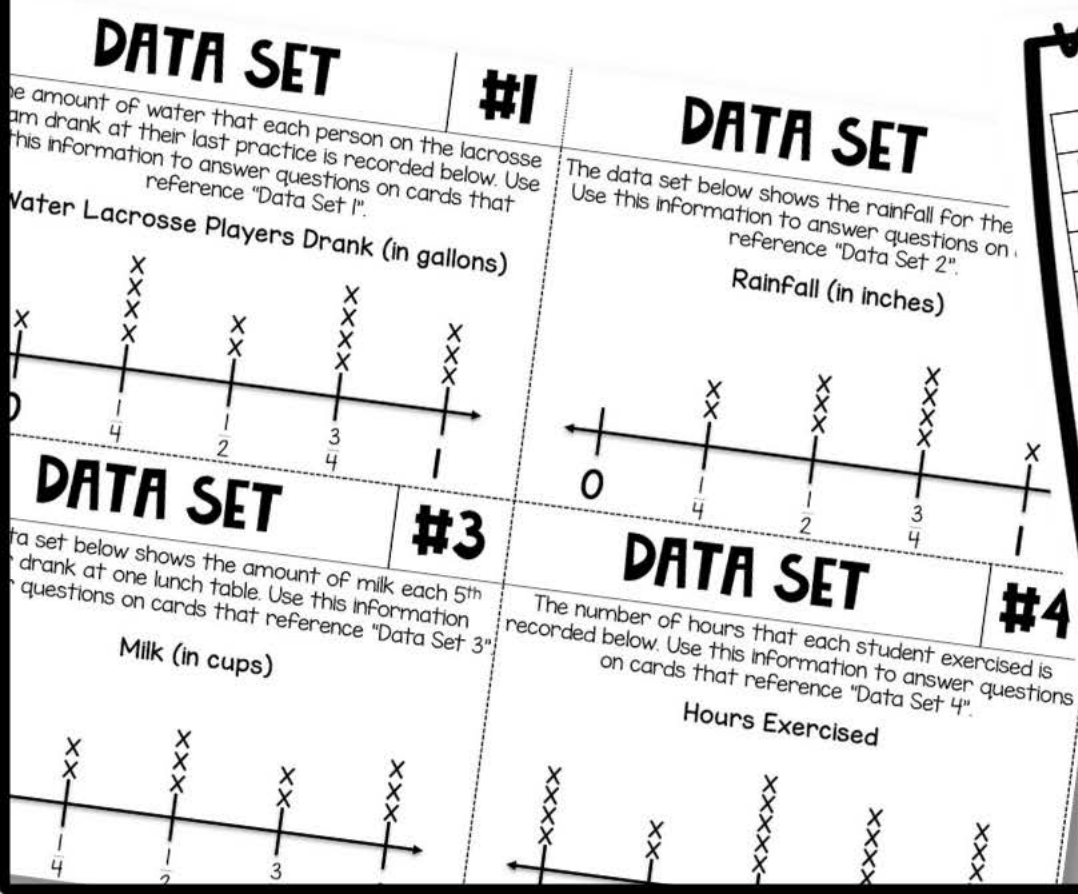 DATA SET
#1
amount of water that each person on the lacrosse
drank at their last practice is recorded below. Use
this information to answer questions on cards that
reference "Data Set 1".
Water Lacrosse Players Drank (in gallons)
X
X X X X
X X
X X X X
X X X
0 1/4 1/2 3/4 1
DATA SET
The data set below shows the rainfall for the
Use this information to answer questions on
reference "Data Set 2".
Rainfall (in inches)
X X
X X X
X X X X
X
0 1/4 1/2 3/4 1
DATA SET
#3
set below shows the amount of milk each 5th
drank at one lunch table. Use this information
questions on cards that reference "Data Set 3"
Milk (in cups)
X X
X X X
X X
X X X
1/4 1/2 3
DATA SET
#4
The number of hours that each student exercised is
recorded below. Use this information to answer questions
on cards that reference "Data Set 4".
Hours Exercised
X X X X
X X
X X X X X
X X X X
X X X